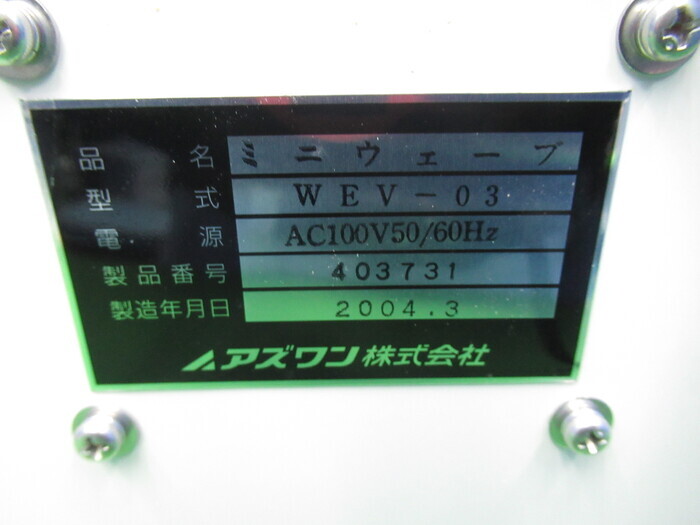 品名 ミニウェーブ
型式 WEV-03
電源 AC100V50/60Hz
製品番号 403731
製造年月日 2004.3
アズワン株式会社